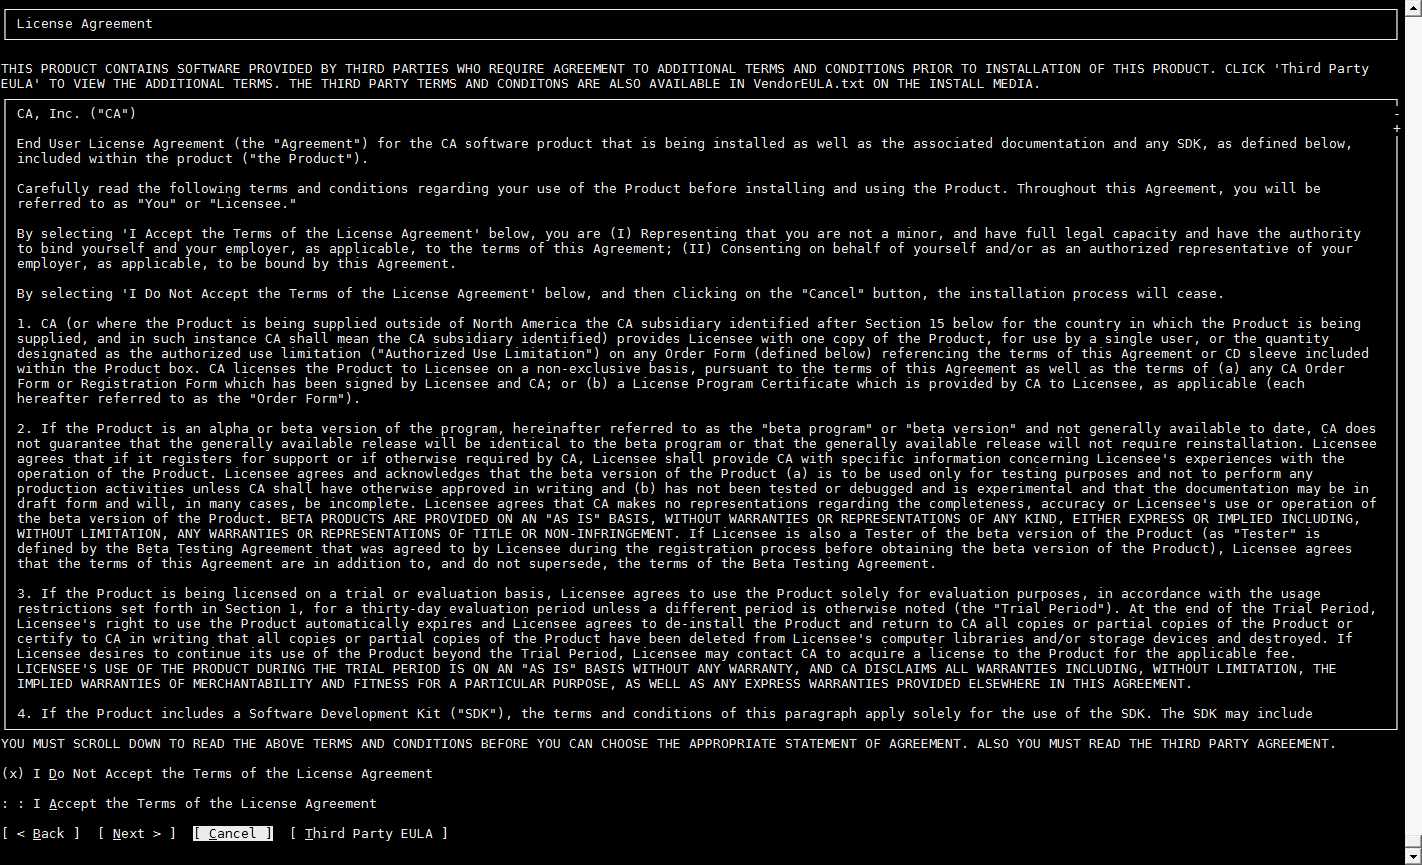 License Agreement
THIS PRODUCT CONTAINS SOFTWARE PROVIDED BY THIRD PARTIES WHO REQUIRE AGREEMENT TO ADDITIONAL TERMS AND CONDITIONS PRIOR TO INSTALLATION OF THIS PRODUCT. CLICK 'Third Party
EULA' TO VIEW THE ADDITIONAL TERMS. THE THIRD PARTY TERMS AND CONDITONS ARE ALSO AVAILABLE IN VendorEULA.txt ON THE INSTALL MEDIA.
CA, Inc. ("CA")
-
+
End User License Agreement (the "Agreement") for the CA software product that is being installed as well as the associated documentation and any SDK, as defined below,
included within the product ("the Product").
Carefully read the following terms and conditions regarding your use of the Product before installing and using the Product. Throughout this Agreement, you will be
referred to as "You" or "Licensee."
By selecting 'I Accept the Terms of the License Agreement' below, you are (I) Representing that you are not a minor, and have full legal capacity and have the authority
to bind yourself and your employer, as applicable, to the terms of this Agreement; (II) Consenting on behalf of yourself and/or as an authorized representative of your
employer, as applicable, to be bound by this Agreement.
By selecting 'I Do Not Accept the Terms of the License Agreement' below, and then clicking on the "Cancel" button, the installation process will cease.
1. CA (or where the Product is being supplied outside of North America the CA subsidiary identified after Section 15 below for the country in which the Product is being
supplied, and in such instance CA shall mean the CA subsidiary identified) provides Licensee with one copy of the Product, for use by a single user, or the quantity
designated as the authorized use limitation ("Authorized Use Limitation") on any Order Form (defined below) referencing the terms of this Agreement or CD sleeve included
within the Product box. CA licenses the Product to Licensee on a non-exclusive basis, pursuant to the terms of this Agreement as well as the terms of (a) any CA Order
Form or Registration Form which has been signed by Licensee and CA; or (b) a License Program Certificate which is provided by CA to Licensee, as applicable (each
hereafter referred to as the "Order Form").
2. If the Product is an alpha or beta version of the program, hereinafter referred to as the "beta program" or "beta version" and not generally available to date, CA does
not guarantee that the generally available release will be identical to the beta program or that the generally available release will not require reinstallation. Licensee
agrees that if it registers for support or if otherwise required by CA, Licensee shall provide CA with specific information concerning Licensee's experiences with the
operation of the Product. Licensee agrees and acknowledges that the beta version of the Product (a) is to be used only for testing purposes and not to perform any
production activities unless CA shall have otherwise approved in writing and (b) has not been tested or debugged and is experimental and that the documentation may be in
draft form and will, in many cases, be incomplete. Licensee agrees that CA makes no representations regarding the completeness, accuracy or Licensee's use or operation of
the beta version of the Product. BETA PRODUCTS ARE PROVIDED ON AN "AS IS" BASIS, WITHOUT WARRANTIES OR REPRESENTATIONS OF ANY KIND, EITHER EXPRESS OR IMPLIED INCLUDING,
WITHOUT LIMITATION, ANY WARRANTIES OR REPRESENTATIONS OF TITLE OR NON-INFRINGEMENT. If Licensee is also a Tester of the beta version of the Product (as "Tester" is
defined by the Beta Testing Agreement that was agreed to by Licensee during the registration process before obtaining the beta version of the Product), Licensee agrees
that the terms of this Agreement are in addition to, and do not supersede, the terms of the Beta Testing Agreement.
3. If the Product is being licensed on a trial or evaluation basis, Licensee agrees to use the Product solely for evaluation purposes, in accordance with the usage
restrictions set forth in Section 1, for a thirty-day evaluation period unless a different period is otherwise noted (the "Trial Period"). At the end of the Trial Period,
Licensee's right to use the Product automatically expires and Licensee agrees to de-install the Product and return to CA all copies or partial copies of the Product or
certify to CA in writing that all copies or partial copies of the Product have been deleted from Licensee's computer libraries and/or storage devices and destroyed. If
Licensee desires to continue its use of the Product beyond the Trial Period, Licensee may contact CA to acquire a license to the Product for the applicable fee.
LICENSEE'S USE OF THE PRODUCT DURING THE TRIAL PERIOD IS ON AN "AS IS" BASIS WITHOUT ANY WARRANTY, AND CA DISCLAIMS ALL WARRANTIES INCLUDING, WITHOUT LIMITATION, THE
IMPLIED WARRANTIES OF MERCHANTABILITY AND FITNESS FOR A PARTICULAR PURPOSE, AS WELL AS ANY EXPRESS WARRANTIES PROVIDED ELSEWHERE IN THIS AGREEMENT.
4. If the Product includes a Software Development Kit ("SDK"), the terms and conditions of this paragraph apply solely for the use of the SDK. The SDK may include
YOU MUST SCROLL DOWN TO READ THE ABOVE TERMS AND CONDITIONS BEFORE YOU CAN CHOOSE THE APPROPRIATE STATEMENT OF AGREEMENT. ALSO YOU MUST READ THE THIRD PARTY AGREEMENT.
(x) I Do Not Accept the Terms of the License Agreement
: : I Accept the Terms of the License Agreement
[ < Back ] [ Next > ] [ Cancel ] [ Third Party EULA ]